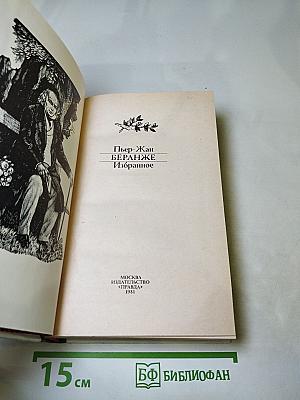 Пьер-Жан
БЕРАНЖЕ
Избранное
МОСКВА
ИЗДАТЕЛЬСТВО
«ПРАВДА»
1981
15 см
БФ БИБЛИОФАН